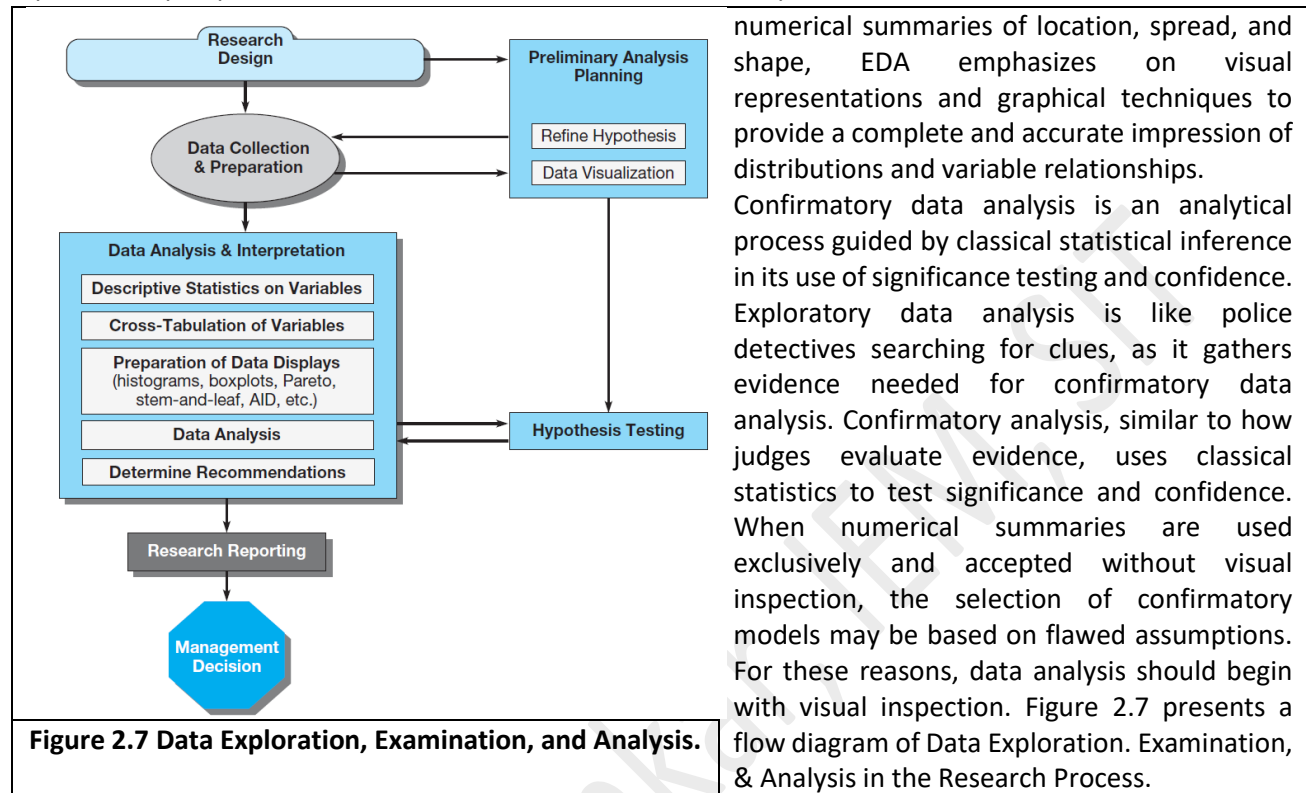 Research
Design
Preliminary Analysis
Planning
Refine Hypothesis
Data Visualization
Data Collection
& Preparation
Data Analysis & Interpretation
Descriptive Statistics on Variables
Cross-Tabulation of Variables
Preparation of Data Displays
(histograms, boxplots, Pareto,
stem-and-leaf, AID, etc.)
Data Analysis
Determine Recommendations
Hypothesis Testing
Research Reporting
Management
Decision
Figure 2.7 Data Exploration, Examination, and Analysis.
numerical summaries of location, spread, and
shape, EDA emphasizes on visual
representations and graphical techniques to
provide a complete and accurate impression of
distributions and variable relationships.
Confirmatory data analysis is an analytical
process guided by classical statistical inference
in its use of significance testing and confidence.
Exploratory data analysis is like police
detectives searching for clues, as it gathers
evidence needed for confirmatory data
analysis. Confirmatory analysis, similar to how
judges evaluate evidence, uses classical
statistics to test significance and confidence.
When numerical summaries are used
exclusively and accepted without visual
inspection, the selection of confirmatory
models may be based on flawed assumptions.
For these reasons, data analysis should begin
with visual inspection. Figure 2.7 presents a
flow diagram of Data Exploration. Examination,
& Analysis in the Research Process.
IEM, SIT